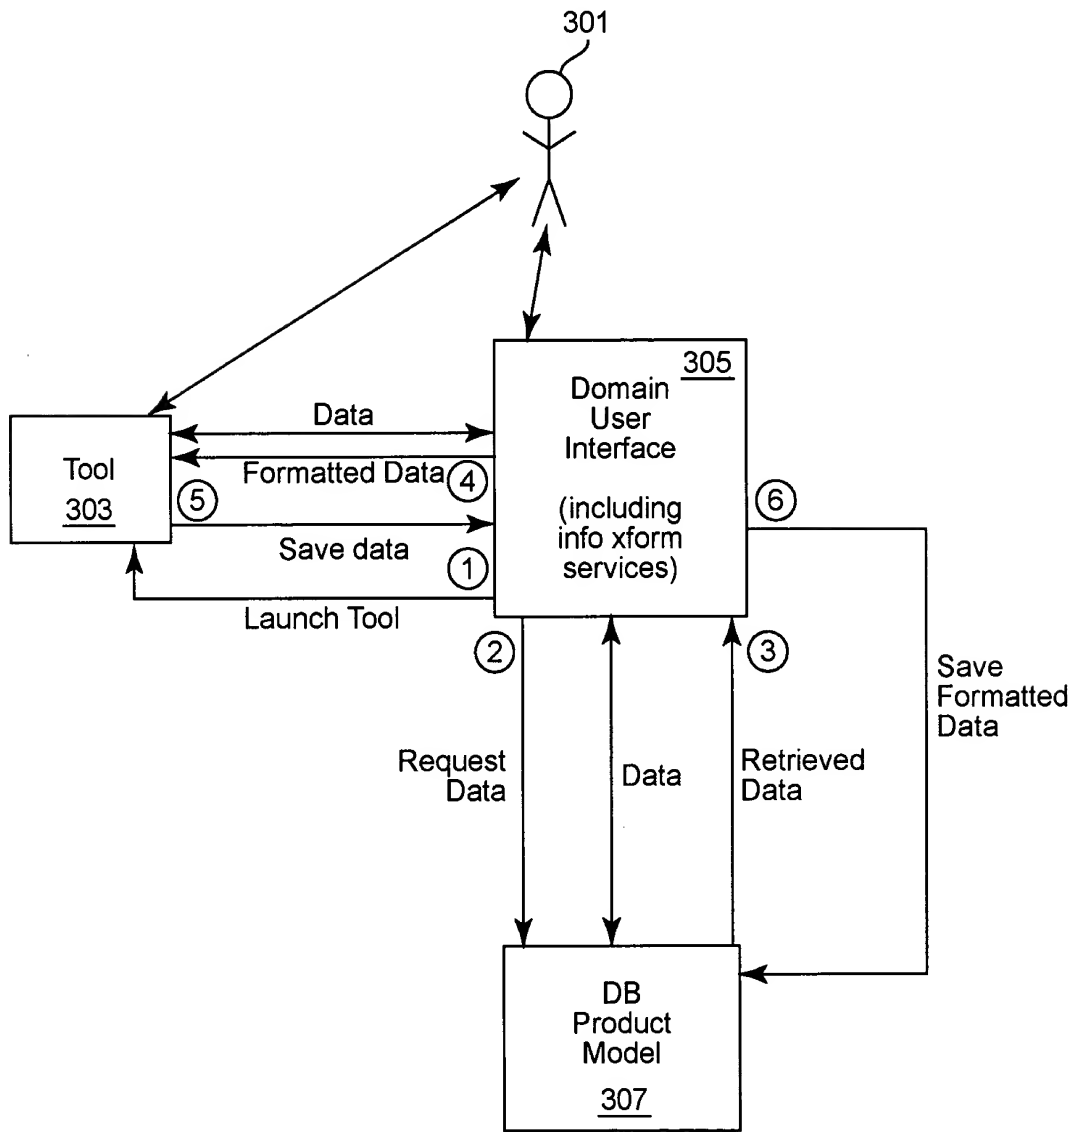 301
305
Domain
User
Interface
(including
info xform
services)
Data
Tool
303
Formatted Data
4
5
6
Save data
1
Launch Tool
2
3
Save
Formatted
Data
Request
Data
Data
Retrieved
Data
DB
Product
Model
307